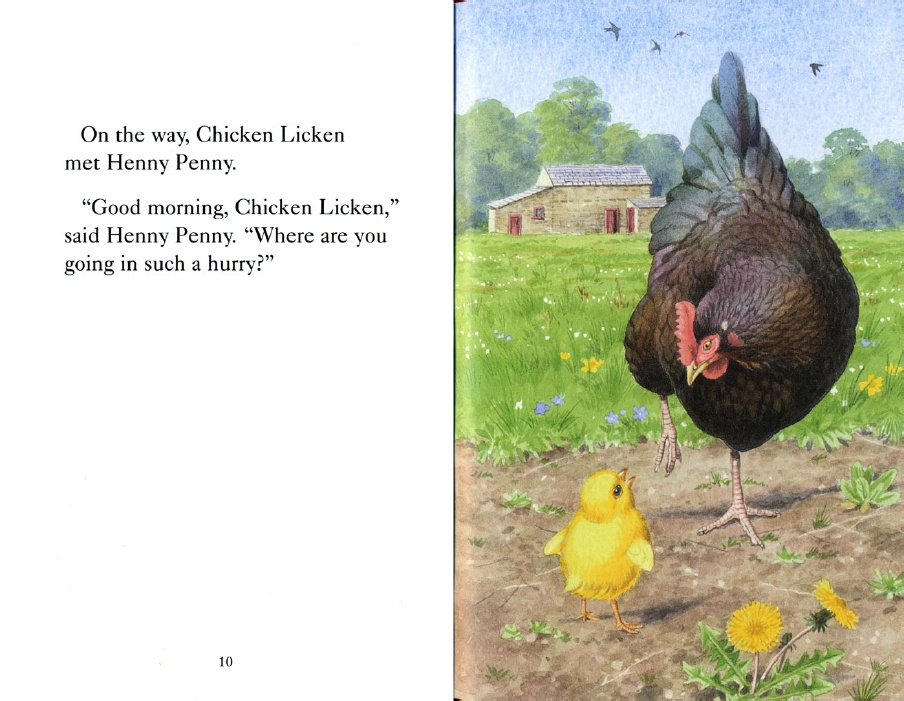 On the way, Chicken Licken
met Henny Penny.
“Good morning, Chicken Licken,”
said Henny Penny. “Where are you
going in such a hurry?”
10